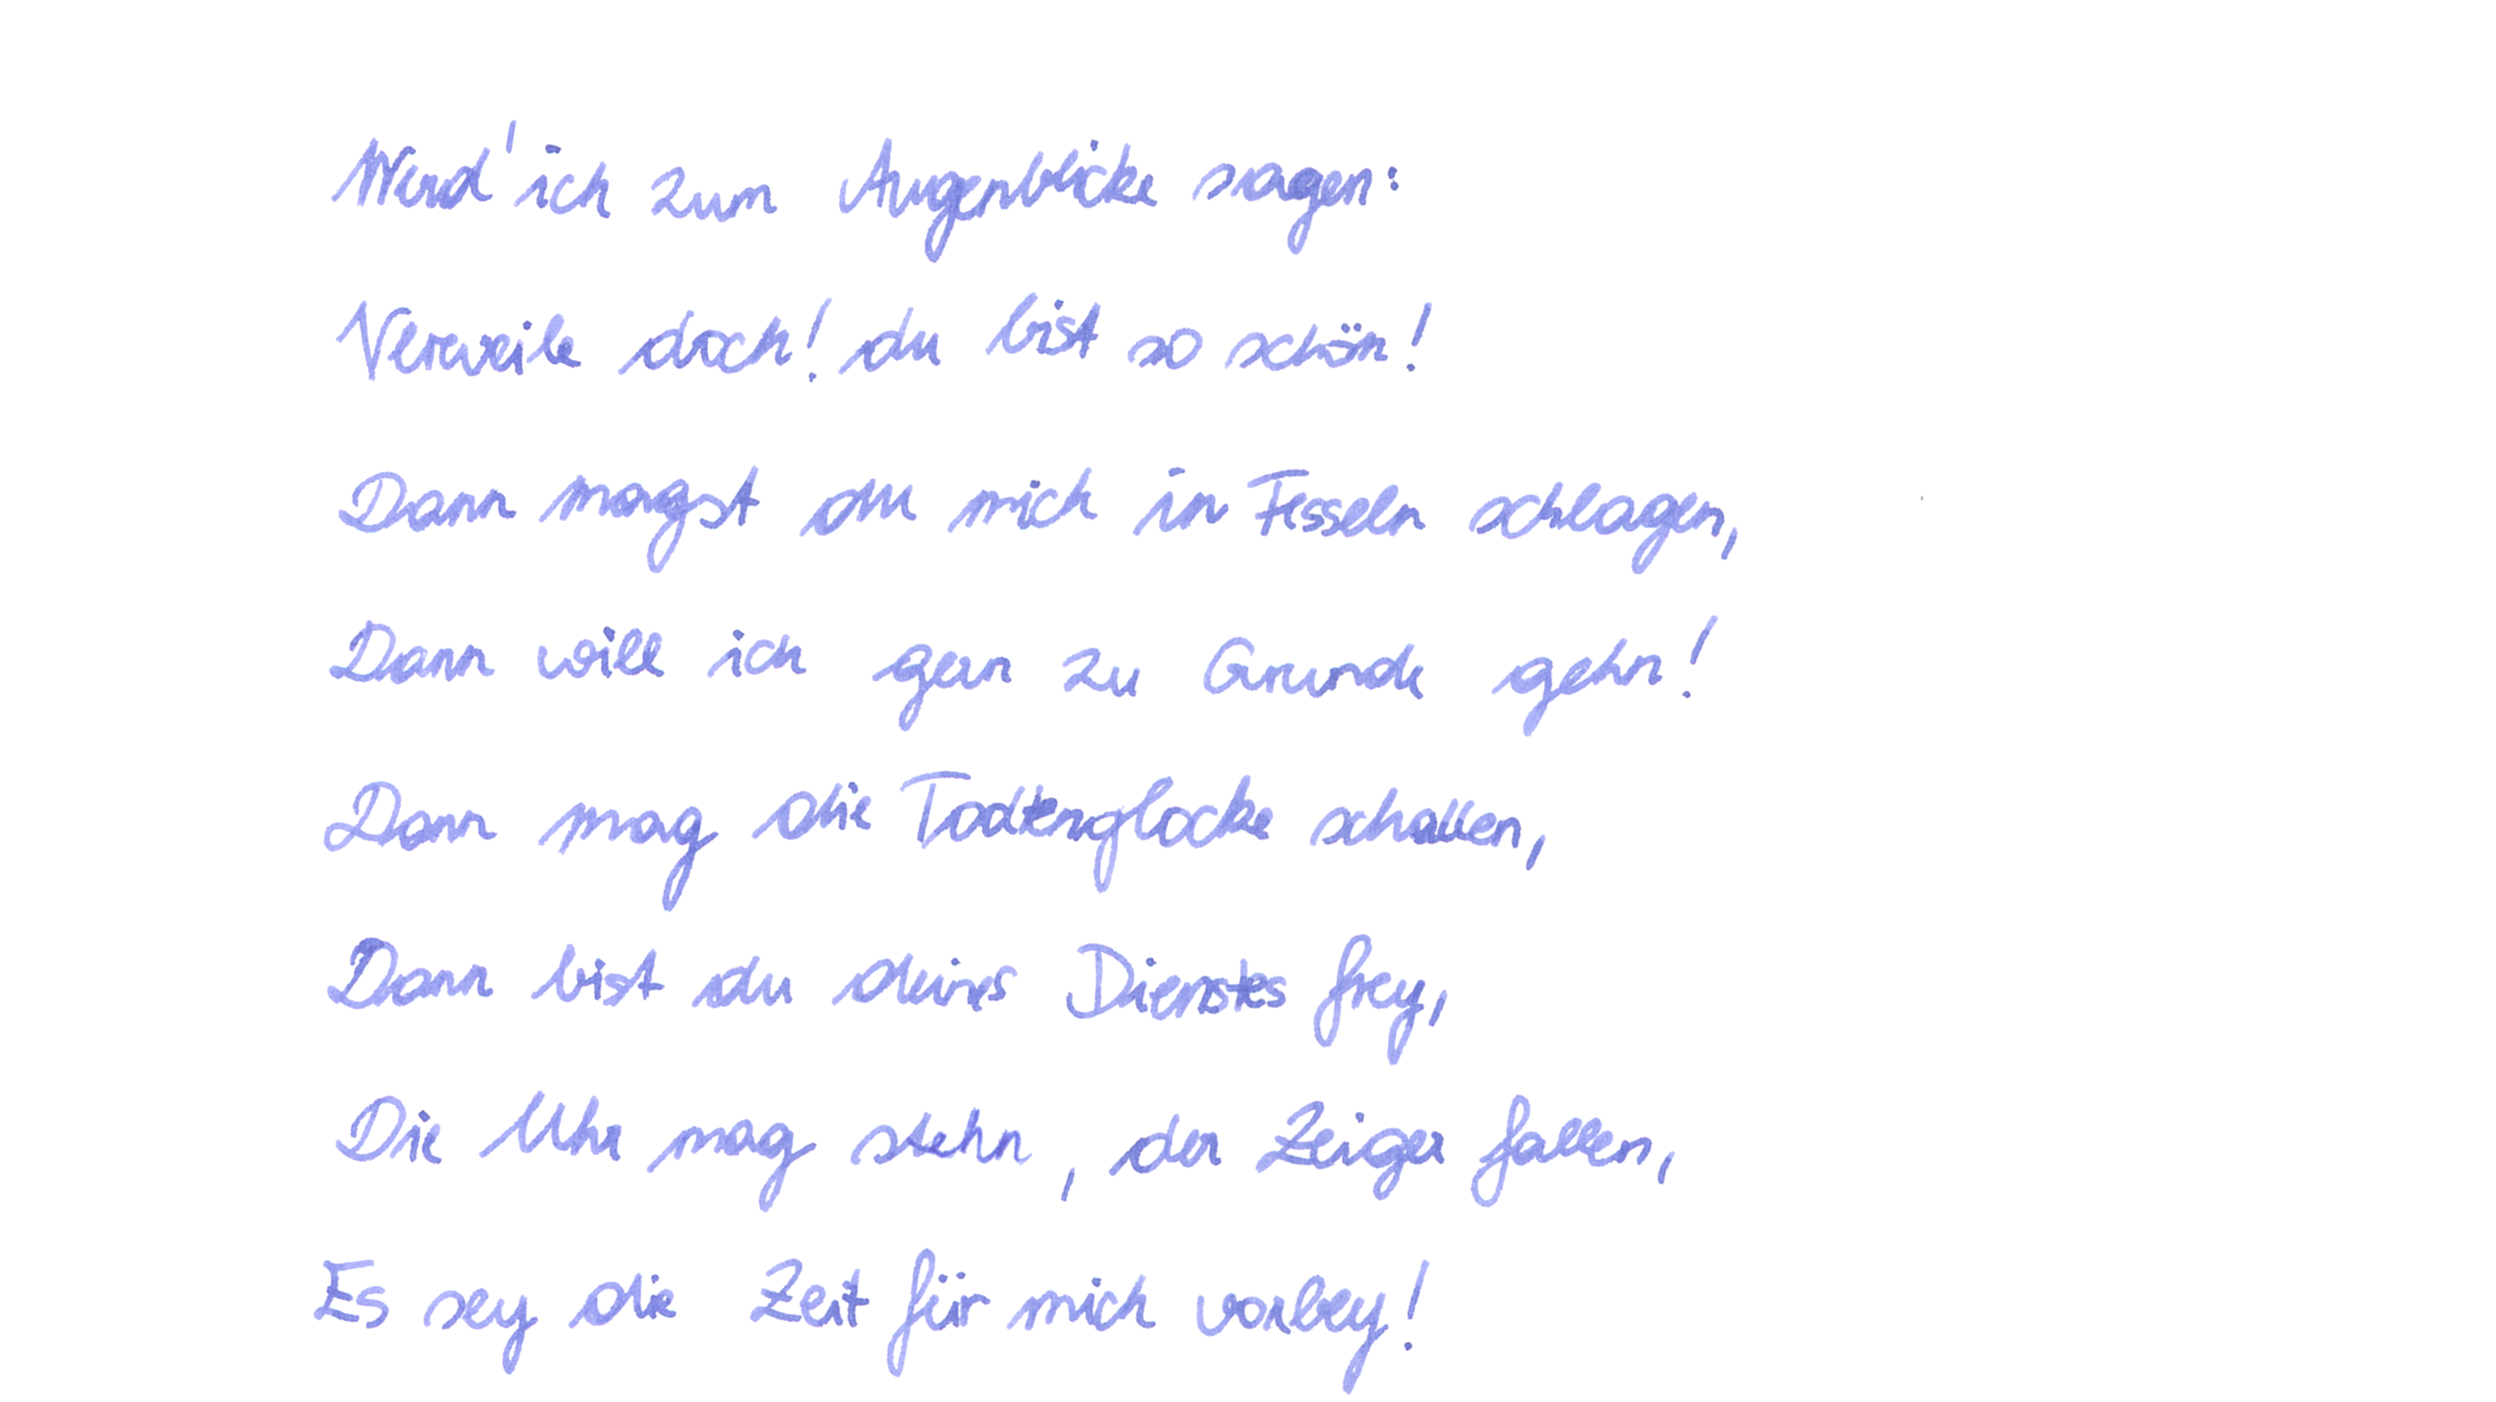 Werd' ich zum Augenblicke sagen:
Verweile doch! du bist so schön!
Dann magst du mich in Fesseln schlagen,
Dann will ich gern zu Grunde gehn!
Dann mag die Todtenglocke schallen,
Dann bist du deines Dienstes frey,
Die Uhr mag stehn, der Zeiger fallen,
Es sey die Zeit für mich vorbey!